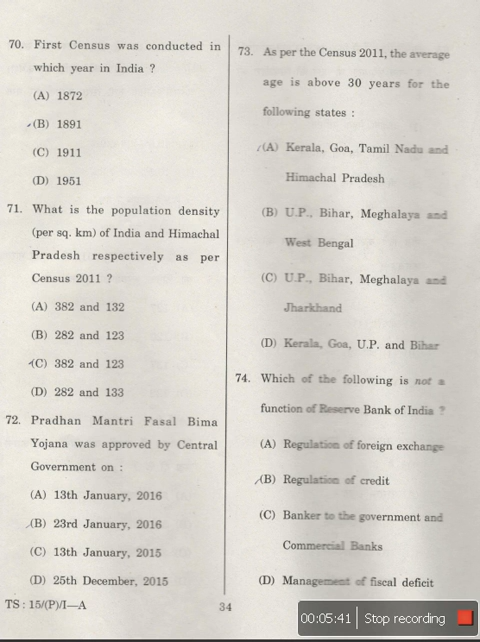 70. First Census was conducted in
which year in India ?
(A) 1872
(B) 1891
(C) 1911
(D) 1951
71. What is the population density
(per sq. km) of India and Himachal
Pradesh respectively as per
Census 2011 ?
(A) 382 and 132
(B) 282 and 123
(C) 382 and 123
(D) 282 and 133
72. Pradhan Mantri Fasal Bima
Yojana was approved by Central
Government on :
(A) 13th January, 2016
(B) 23rd January, 2016
(C) 13th January, 2015
(D) 25th December, 2015
73. As per the Census 2011, the average
age is above 30 years for the
following states :
(A) Kerala, Goa, Tamil Nadu and
Himachal Pradesh
(B) U.P., Bihar, Meghalaya and
West Bengal
(C) U.P., Bihar, Meghalaya and
Jharkhand
(D) Kerala, Goa, U.P. and Bihar
74. Which of the following is not a
function of Reserve Bank of India ?
(A) Regulation of foreign exchange
(B) Regulation of credit
(C) Banker to the government and
Commercial Banks
(D) Management of fiscal deficit
TS : 15/(P)/I—A
34
00:05:41 Stop recording